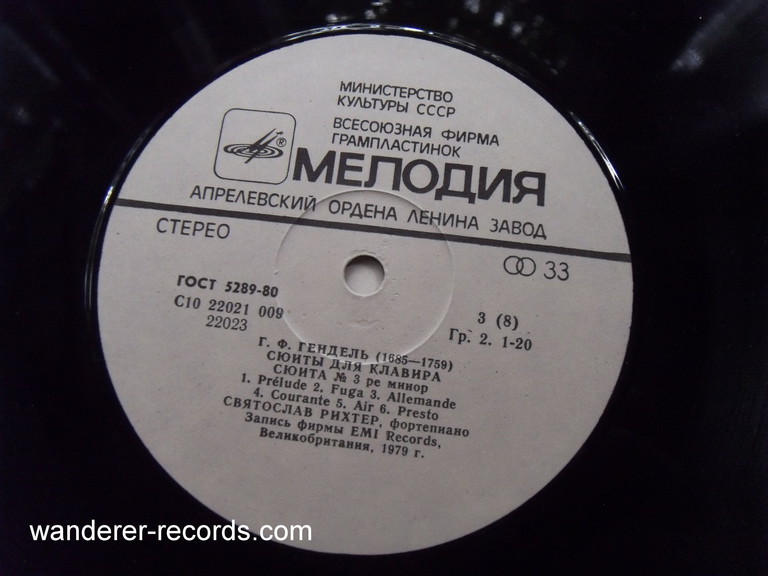 МИНИСТЕРСТВО
КУЛЬТУРЫ СССР
ВСЕСОЮЗНАЯ ФИРМА
ГРАМПЛАСТИНОК
®
МЕЛОДИЯ
АПРЕЛЕВСКИЙ ОРДЕНА ЛЕНИНА ЗАВОД
СТЕРЕО
33
ГОСТ 5289-80
С10 22021 009
22023
3 (8)
Гр. 2. 1-20
Г. Ф. ГЕНДЕЛЬ (1685—1759)
СЮИТЫ ДЛЯ КЛАВИРА
СЮИТА № 3 ре минор
1. Prélude 2. Fuga 3. Allemande
4. Courante 5. Air 6. Presto
СВЯТОСЛАВ РИХТЕР, фортепиано
Запись фирмы EMI Records,
Великобритания, 1979 г.
wanderer-records.com